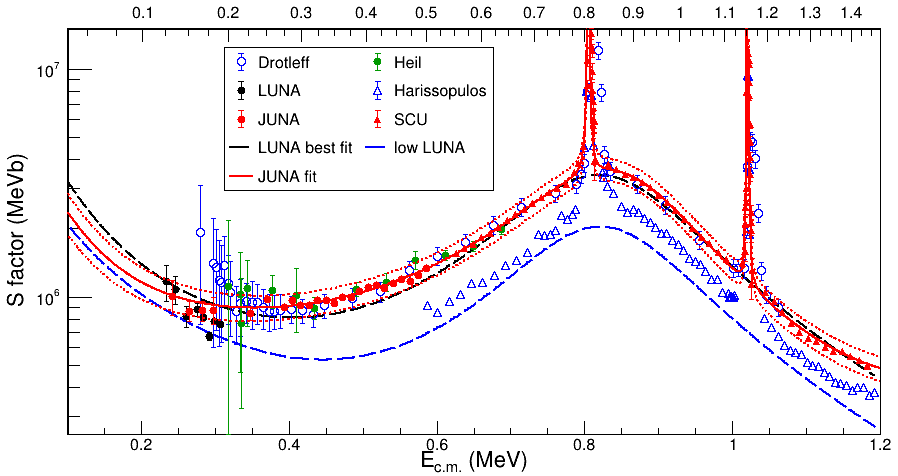 0.1 0.2 0.3 0.4 0.5 0.6 0.7 0.8 0.9 1 1.1 1.2 1.3 1.4
10⁷
10⁶
S factor (MeVb)
Drotleff Heil
LUNA Harissopulos
JUNA SCU
LUNA best fit low LUNA
JUNA fit
0.2 0.4 0.6 0.8 1 1.2
E_c.m. (MeV)